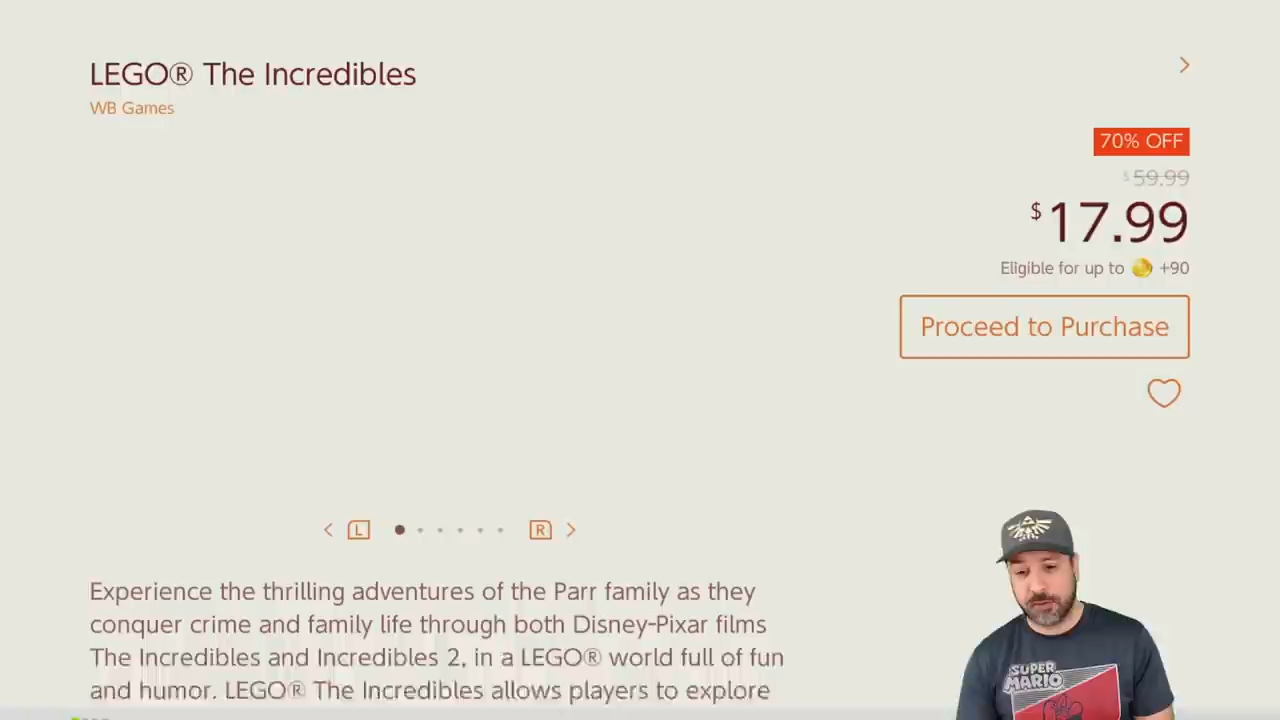 LEGO® The Incredibles
WB Games
70% OFF
$59.99
$17.99
Eligible for up to +90
Proceed to Purchase
L
R
Experience the thrilling adventures of the Parr family as they
conquer crime and family life through both Disney-Pixar films
The Incredibles and Incredibles 2, in a LEGO® world full of fun
and humor. LEGO® The Incredibles allows players to explore
SUPER
MARIO